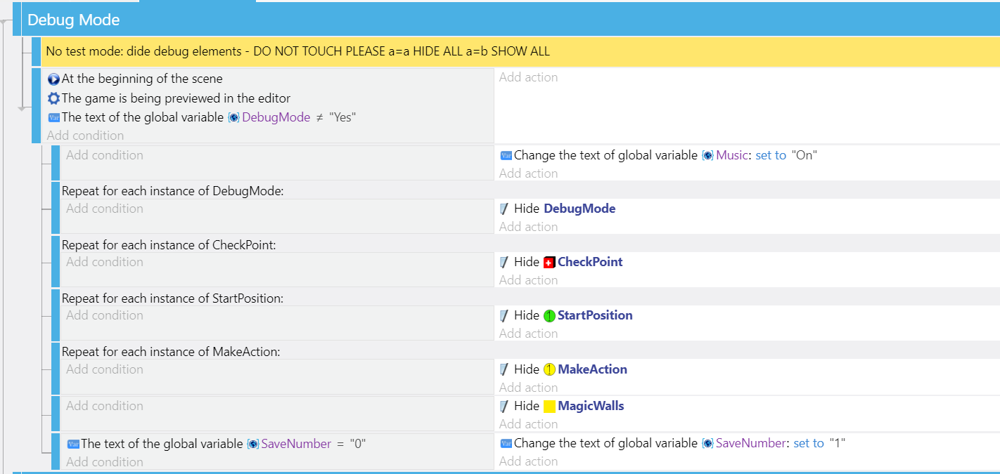 Debug Mode
No test mode: dide debug elements - DO NOT TOUCH PLEASE a=a HIDE ALL a=b SHOW ALL
At the beginning of the scene
Add action
The game is being previewed in the editor
Var The text of the global variable DebugMode ≠ "Yes"
Add condition
Add condition
Var Change the text of global variable Music: set to "On"
Add action
Repeat for each instance of DebugMode:
Add condition
Hide DebugMode
Add action
Repeat for each instance of CheckPoint:
Add condition
Hide CheckPoint
Add action
Repeat for each instance of StartPosition:
Add condition
Hide 1 StartPosition
Add action
Repeat for each instance of MakeAction:
Add condition
Hide 1 MakeAction
Add action
Add condition
Hide MagicWalls
Add action
Var The text of the global variable SaveNumber = "0"
Add condition
Var Change the text of global variable SaveNumber: set to "1"
Add action